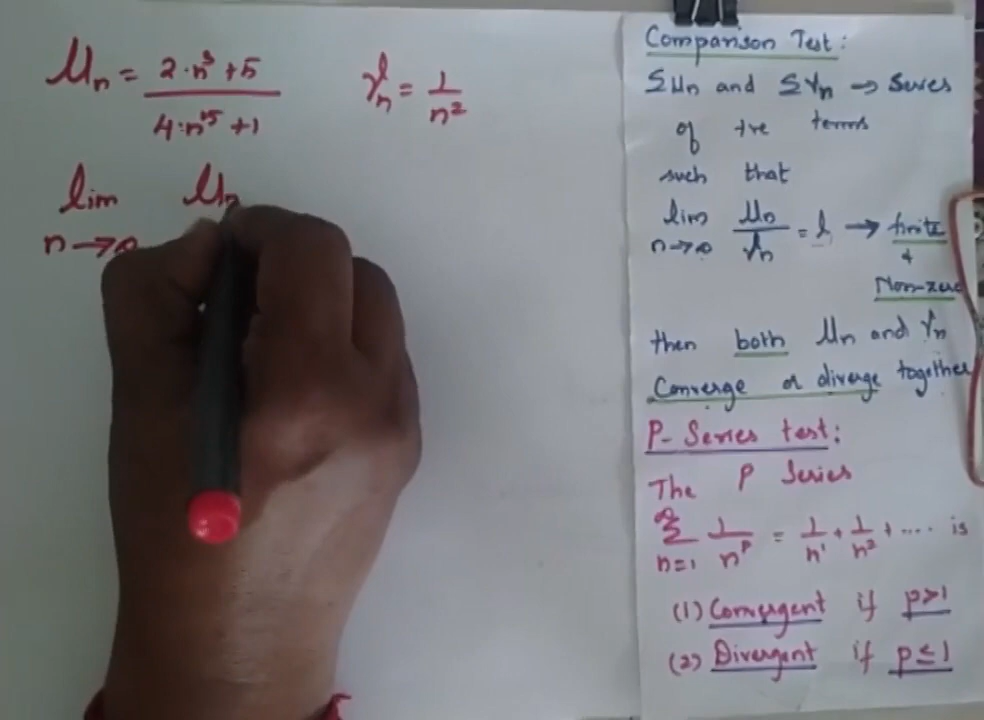 Un = 2·n³+5 / 4·n⁵+1
Vn = 1/n²
lim n→∞ Un
Comparison Test:
ΣUn and ΣVn → Series
of +ve terms
such that
lim n→∞ Un/Vn = l → finite
&
Non-zero
then both Un and Vn
Converge or diverge together
P-Series test:
The P Series
∞ Σ n=1 1/n^p = 1/n¹ + 1/n² + .... is
(1) Convergent if p>1
(2) Divergent if p≤1